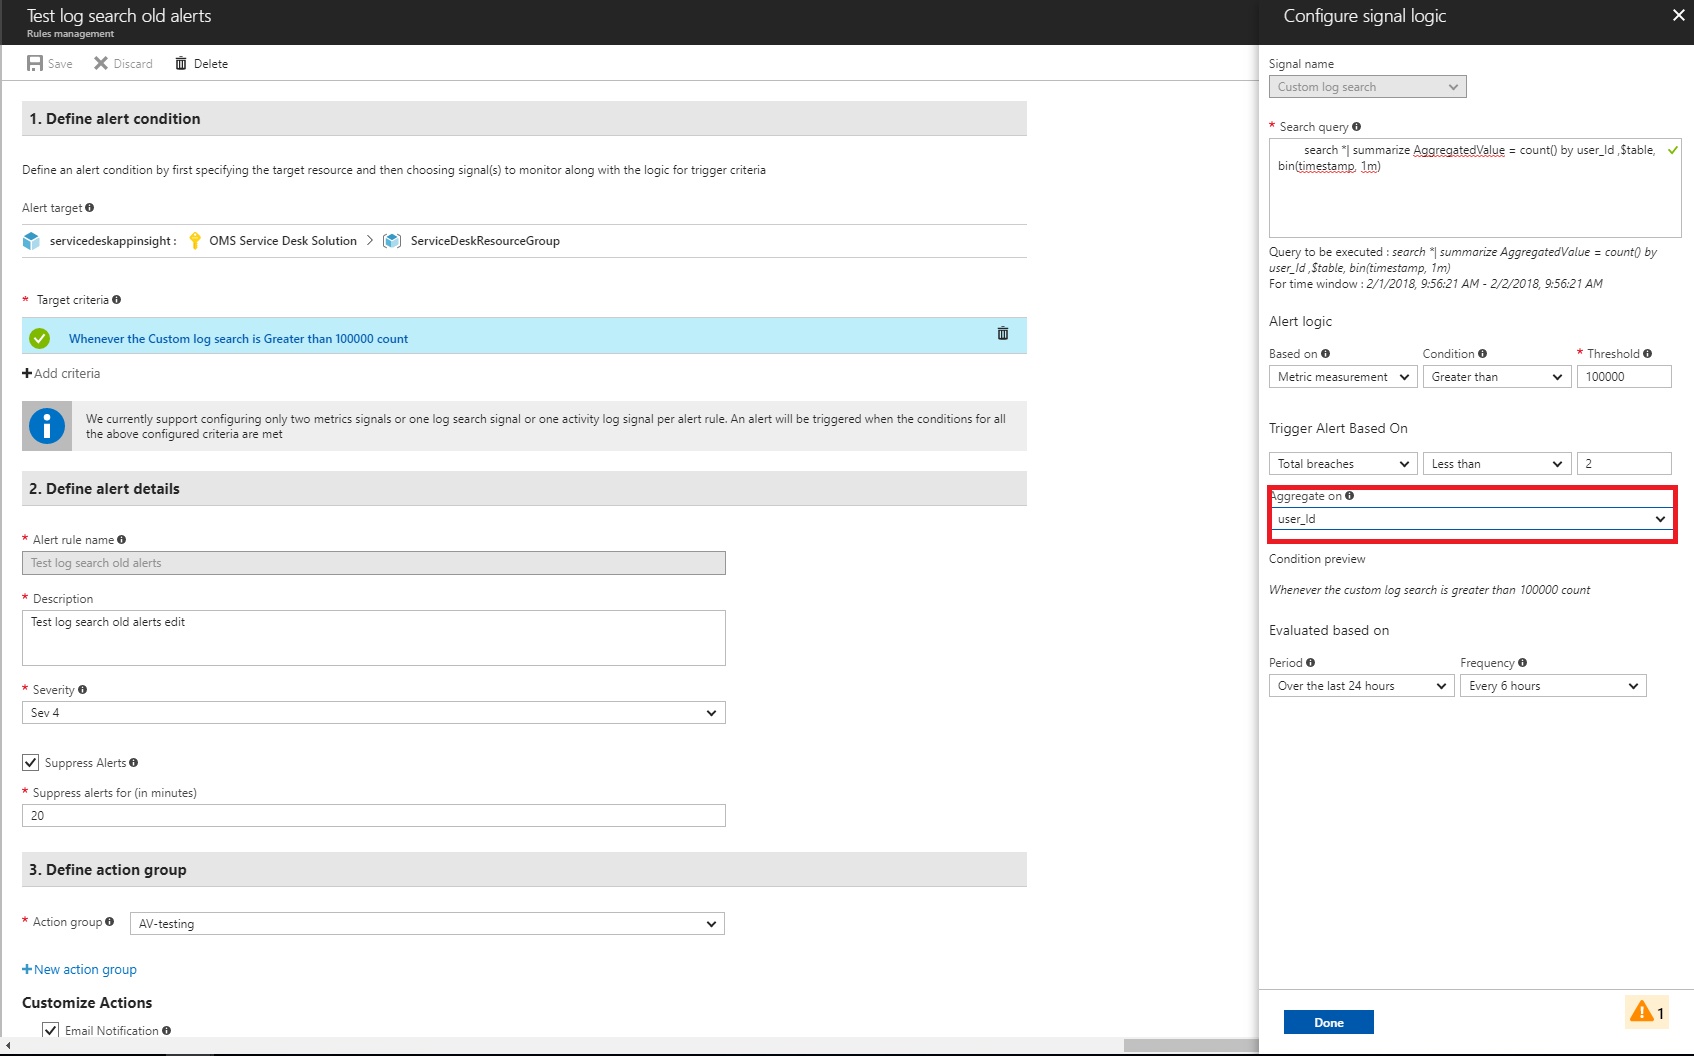 Test log search old alerts
Rules management
Save Discard Delete
1. Define alert condition
Define an alert condition by first specifying the target resource and then choosing signal(s) to monitor along with the logic for trigger criteria
Alert target
servicedeskappinsight : OMS Service Desk Solution > ServiceDeskResourceGroup
* Target criteria
Whenever the Custom log search is Greater than 100000 count
+ Add criteria
We currently support configuring only two metrics signals or one log search signal or one activity log signal per alert rule. An alert will be triggered when the conditions for all
the above configured criteria are met
2. Define alert details
* Alert rule name
Test log search old alerts
* Description
Test log search old alerts edit
* Severity
Sev 4
Suppress Alerts
* Suppress alerts for (in minutes)
20
3. Define action group
* Action group AV-testing
+ New action group
Customize Actions
Email Notification
Configure signal logic
Signal name
Custom log search
* Search query
search *| summarize AggregatedValue = count() by user_Id ,$table,
bin(timestamp, 1m)
Query to be executed : search *| summarize AggregatedValue = count() by
user_Id ,$table, bin(timestamp, 1m)
For time window : 2/1/2018, 9:56:21 AM - 2/2/2018, 9:56:21 AM
Alert logic
Based on Condition * Threshold
Metric measurement Greater than 100000
Trigger Alert Based On
Total breaches Less than 2
Aggregate on
user_Id
Condition preview
Whenever the custom log search is greater than 100000 count
Evaluated based on
Period Frequency
Over the last 24 hours Every 6 hours
Done
1